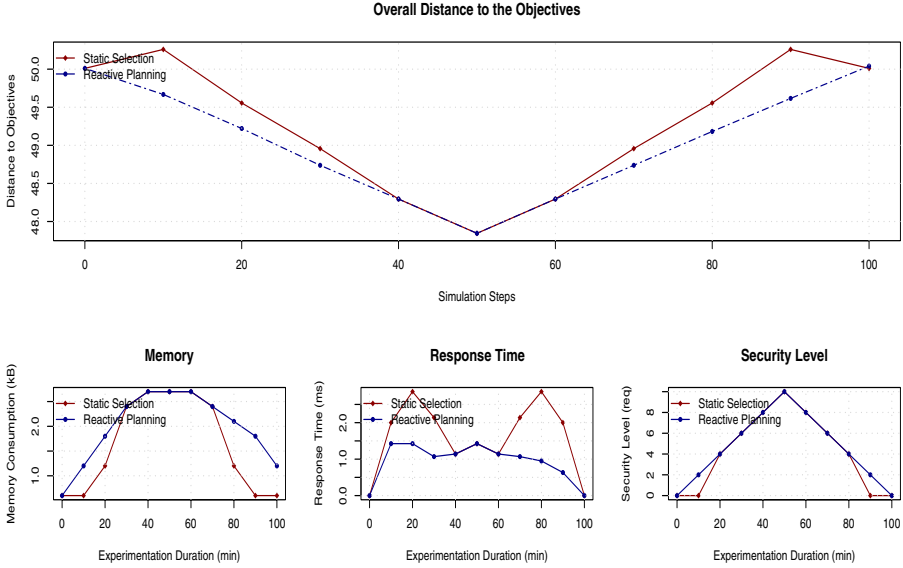 Overall Distance to the Objectives
Distance to Objectives
50.0
49.5
49.0
48.5
48.0
Static Selection
Reactive Planning
0 20 40 60 80 100
Simulation Steps
Memory
Memory Consumption (kB)
2.0
1.0
Static Selection
Reactive Planning
0 20 40 60 80 100
Experimentation Duration (min)
Response Time
Response Time (ms)
2.0
1.0
0.0
Static Selection
Reactive Planning
0 20 40 60 80 100
Experimentation Duration (min)
Security Level
Security Level (req)
8
6
4
2
0
Static Selection
Reactive Planning
0 20 40 60 80 100
Experimentation Duration (min)